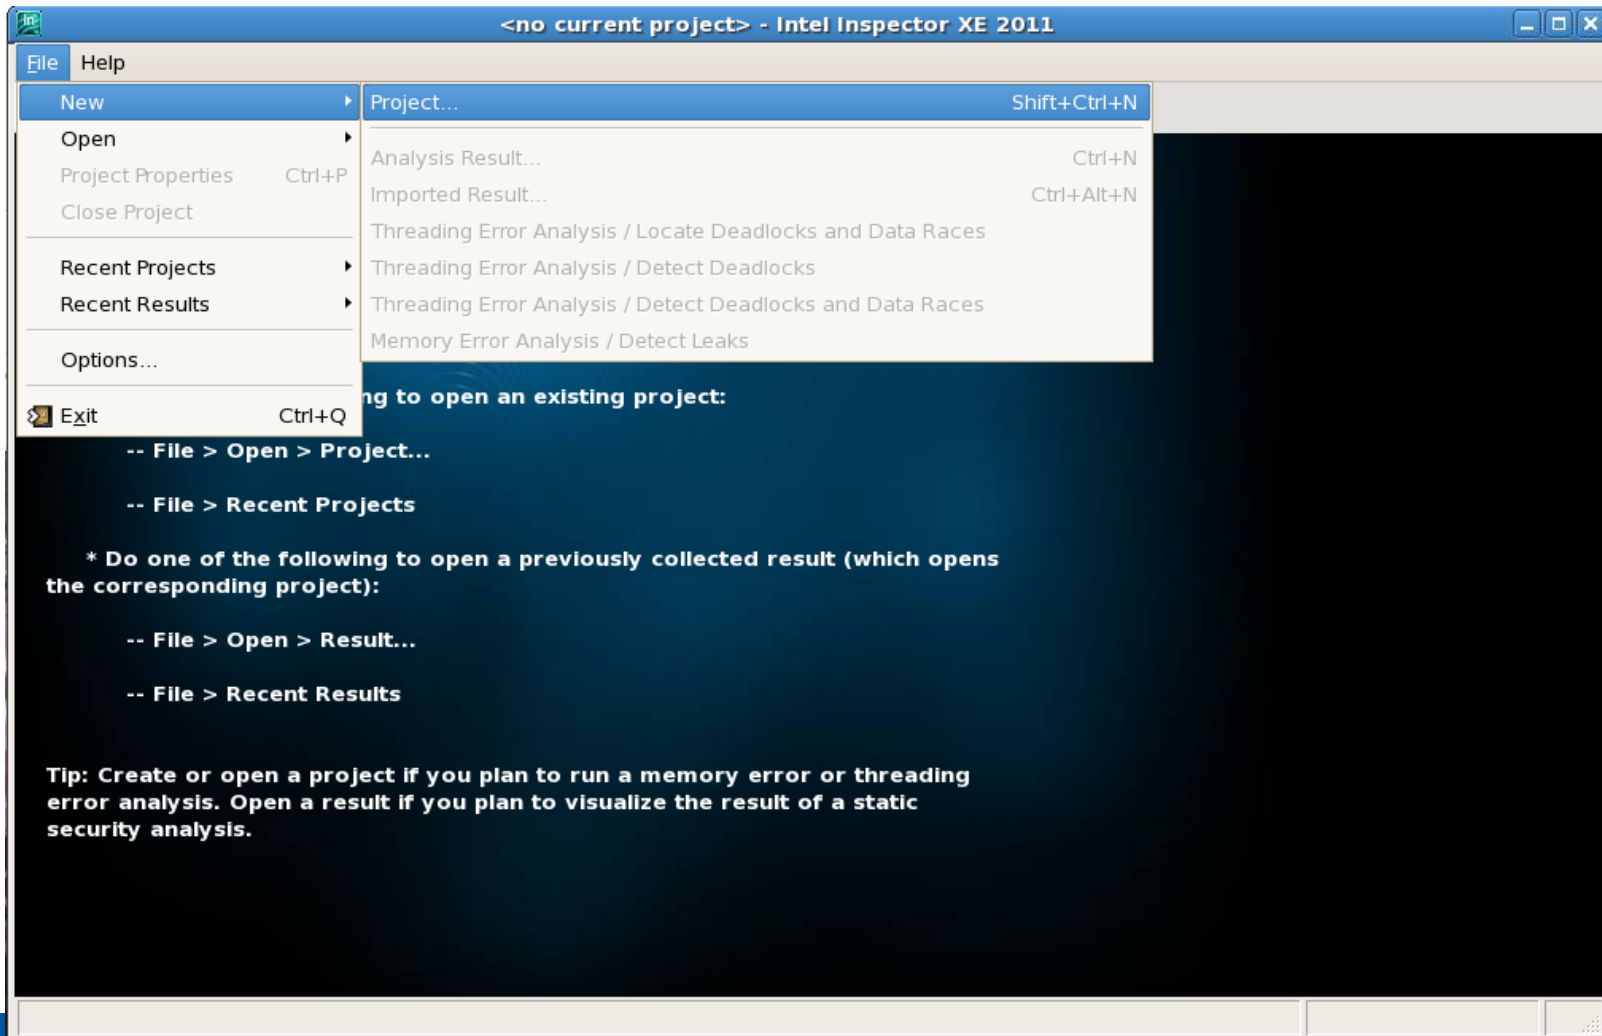 <no current project> - Intel Inspector XE 2011
File Help
New
Open
Project Properties Ctrl+P
Close Project
Recent Projects
Recent Results
Options...
Exit Ctrl+Q
Project... Shift+Ctrl+N
Analysis Result... Ctrl+N
Imported Result... Ctrl+Alt+N
Threading Error Analysis / Locate Deadlocks and Data Races
Threading Error Analysis / Detect Deadlocks
Threading Error Analysis / Detect Deadlocks and Data Races
Memory Error Analysis / Detect Leaks
ng to open an existing project:
-- File > Open > Project...
-- File > Recent Projects
* Do one of the following to open a previously collected result (which opens
the corresponding project):
-- File > Open > Result...
-- File > Recent Results
Tip: Create or open a project if you plan to run a memory error or threading
error analysis. Open a result if you plan to visualize the result of a static
security analysis.